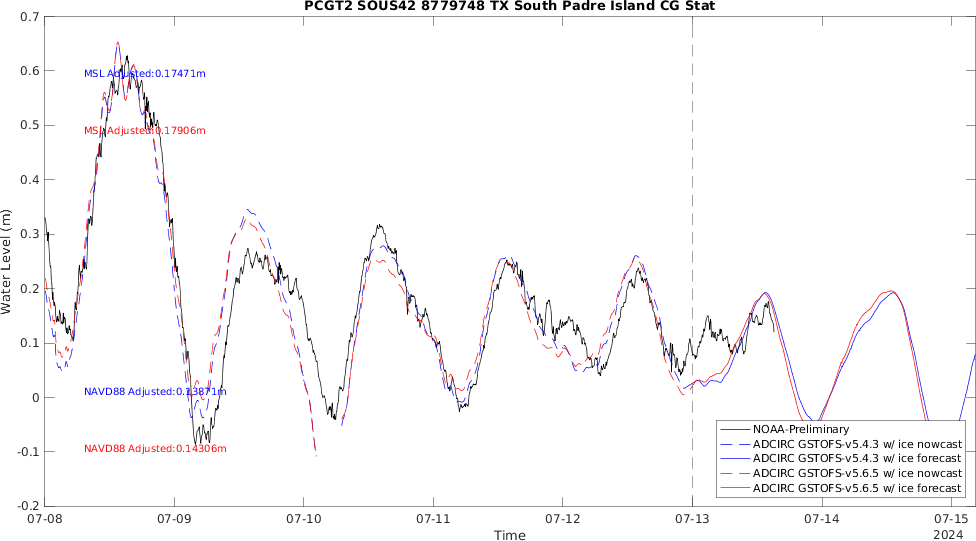 PCGT2 SOUS42 8779748 TX South Padre Island CG Stat
0.7
0.6
0.5
0.4
0.3
0.2
0.1
0
-0.1
-0.2
Water Level (m)
MSL Adjusted:0.17471m
MSL Adjusted:0.17906m
NAVD88 Adjusted:0.13871m
NAVD88 Adjusted:0.14306m
NOAA-Preliminary
ADCIRC GSTOFS-v5.4.3 w/ ice nowcast
ADCIRC GSTOFS-v5.4.3 w/ ice forecast
ADCIRC GSTOFS-v5.6.5 w/ ice nowcast
ADCIRC GSTOFS-v5.6.5 w/ ice forecast
07-08 07-09 07-10 07-11 07-12 07-13 07-14 07-15
Time
2024